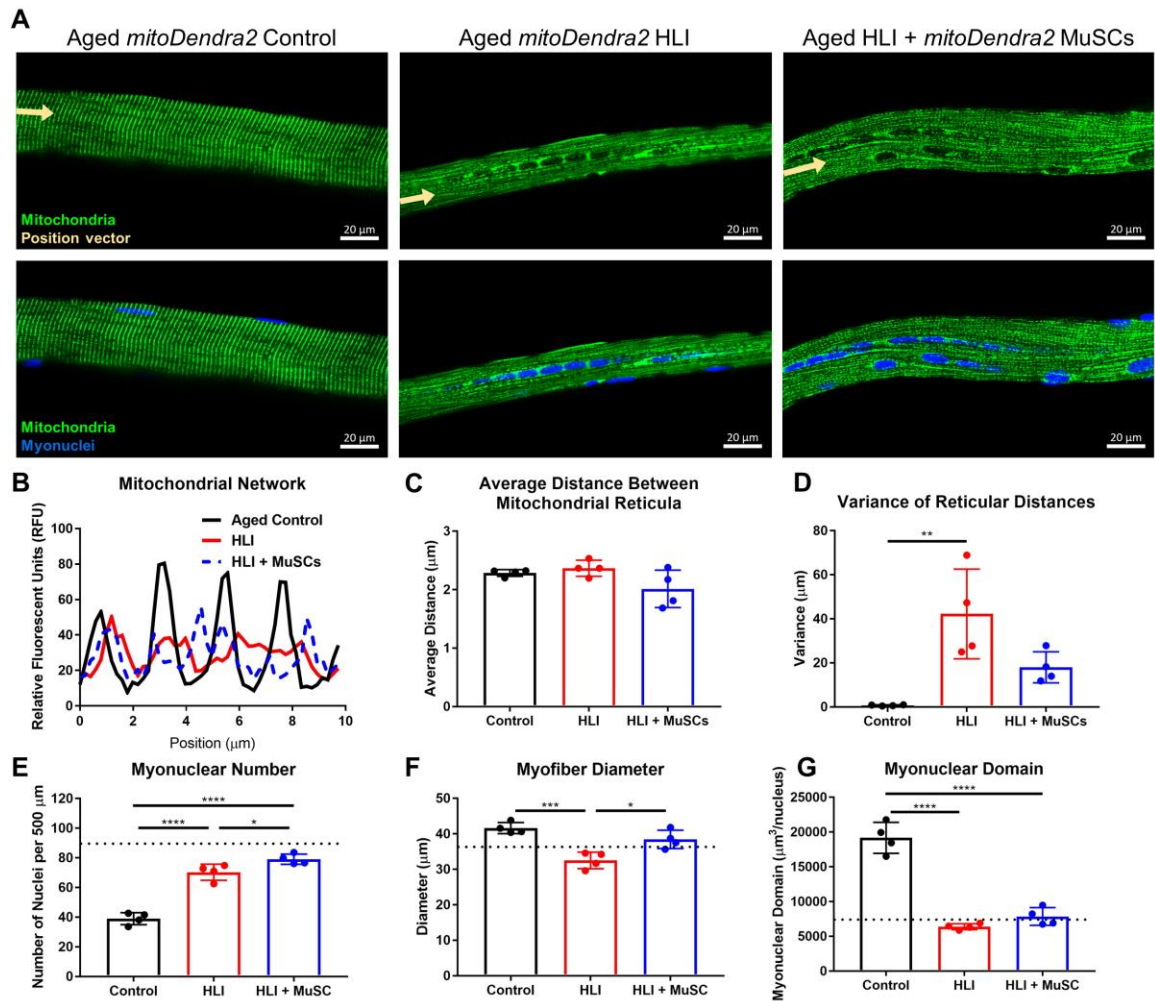 A
Aged mitoDendra2 Control
Aged mitoDendra2 HLI
Aged HLI + mitoDendra2 MuSCs
Mitochondria
Position vector
20 µm
20 µm
20 µm
Mitochondria
Myonuclei
20 µm
20 µm
20 µm
B
Mitochondrial Network
Relative Fluorescent Units (RFU)
100
80
60
40
20
0
0 2 4 6 8 10
Position (µm)
Aged Control
HLI
HLI + MuSCs
C
Average Distance Between
Mitochondrial Reticula
Average Distance (µm)
3
2
1
0
Control HLI HLI + MuSCs
D
Variance of Reticular Distances
Variance (µm)
80
60
40
20
0
**
Control HLI HLI + MuSCs
E
Myonuclear Number
Number of Nuclei per 500 µm
120
100
80
60
40
20
0
****
**** *
Control HLI HLI + MuSC
F
Myofiber Diameter
Diameter (µm)
50
40
30
20
10
0
*** *
Control HLI HLI + MuSC
G
Myonuclear Domain
Myonuclear Domain (µm³/nucleus)
25000
20000
15000
10000
5000
0
****
****
Control HLI HLI + MuSC